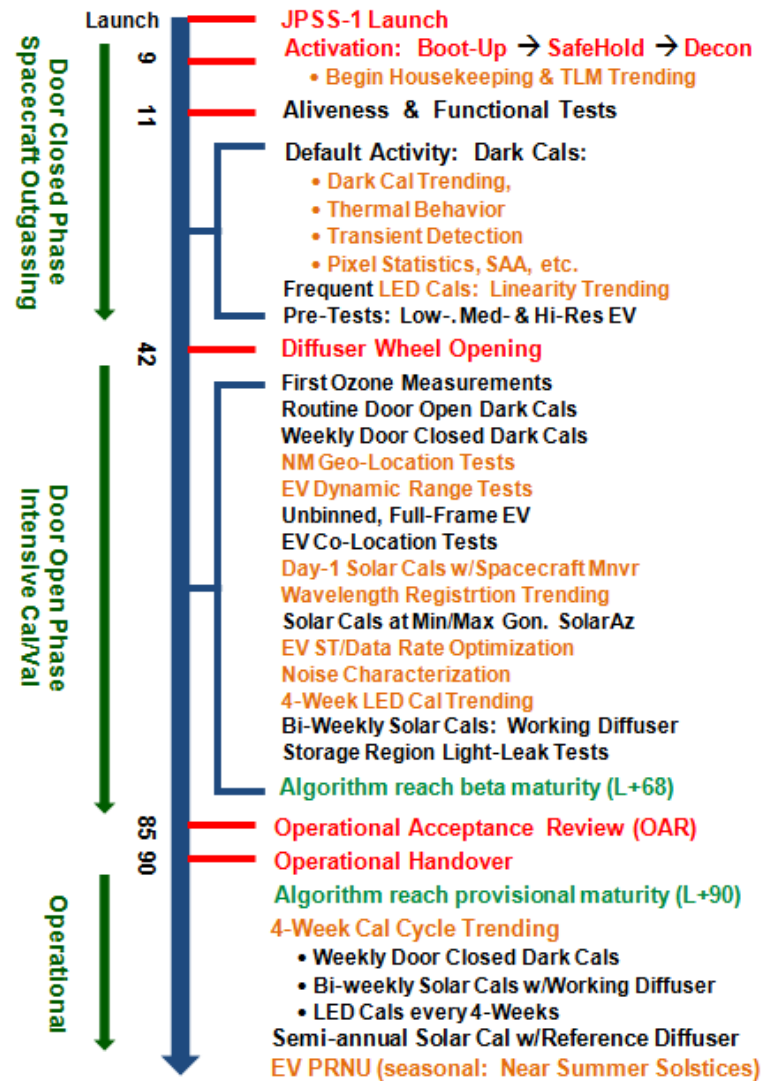 Launch
JPSS-1 Launch
9
Activation: Boot-Up → SafeHold → Decon
• Begin Housekeeping & TLM Trending
11
Aliveness & Functional Tests
Door Closed Phase
Spacecraft Outgassing
Default Activity: Dark Cals:
• Dark Cal Trending,
• Thermal Behavior
• Transient Detection
• Pixel Statistics, SAA, etc.
Frequent LED Cals: Linearity Trending
Pre-Tests: Low-. Med- & Hi-Res EV
42
Diffuser Wheel Opening
Door Open Phase
Intensive Cal/Val
First Ozone Measurements
Routine Door Open Dark Cals
Weekly Door Closed Dark Cals
NM Geo-Location Tests
EV Dynamic Range Tests
Unbinned, Full-Frame EV
EV Co-Location Tests
Day-1 Solar Cals w/Spacecraft Mnvr
Wavelength Registrtion Trending
Solar Cals at Min/Max Gon. SolarAz
EV ST/Data Rate Optimization
Noise Characterization
4-Week LED Cal Trending
Bi-Weekly Solar Cals: Working Diffuser
Storage Region Light-Leak Tests
Algorithm reach beta maturity (L+68)
85
Operational Acceptance Review (OAR)
90
Operational Handover
Operational
Algorithm reach provisional maturity (L+90)
4-Week Cal Cycle Trending
• Weekly Door Closed Dark Cals
• Bi-weekly Solar Cals w/Working Diffuser
• LED Cals every 4-Weeks
Semi-annual Solar Cal w/Reference Diffuser
EV PRNU (seasonal: Near Summer Solstices)